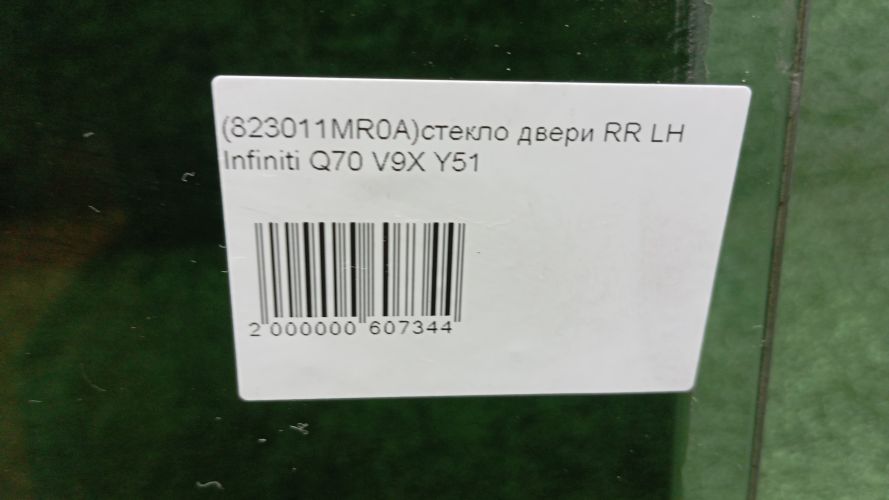 (823011MR0A)стекло двери RR LH
Infiniti Q70 V9X Y51
2 000000 607344